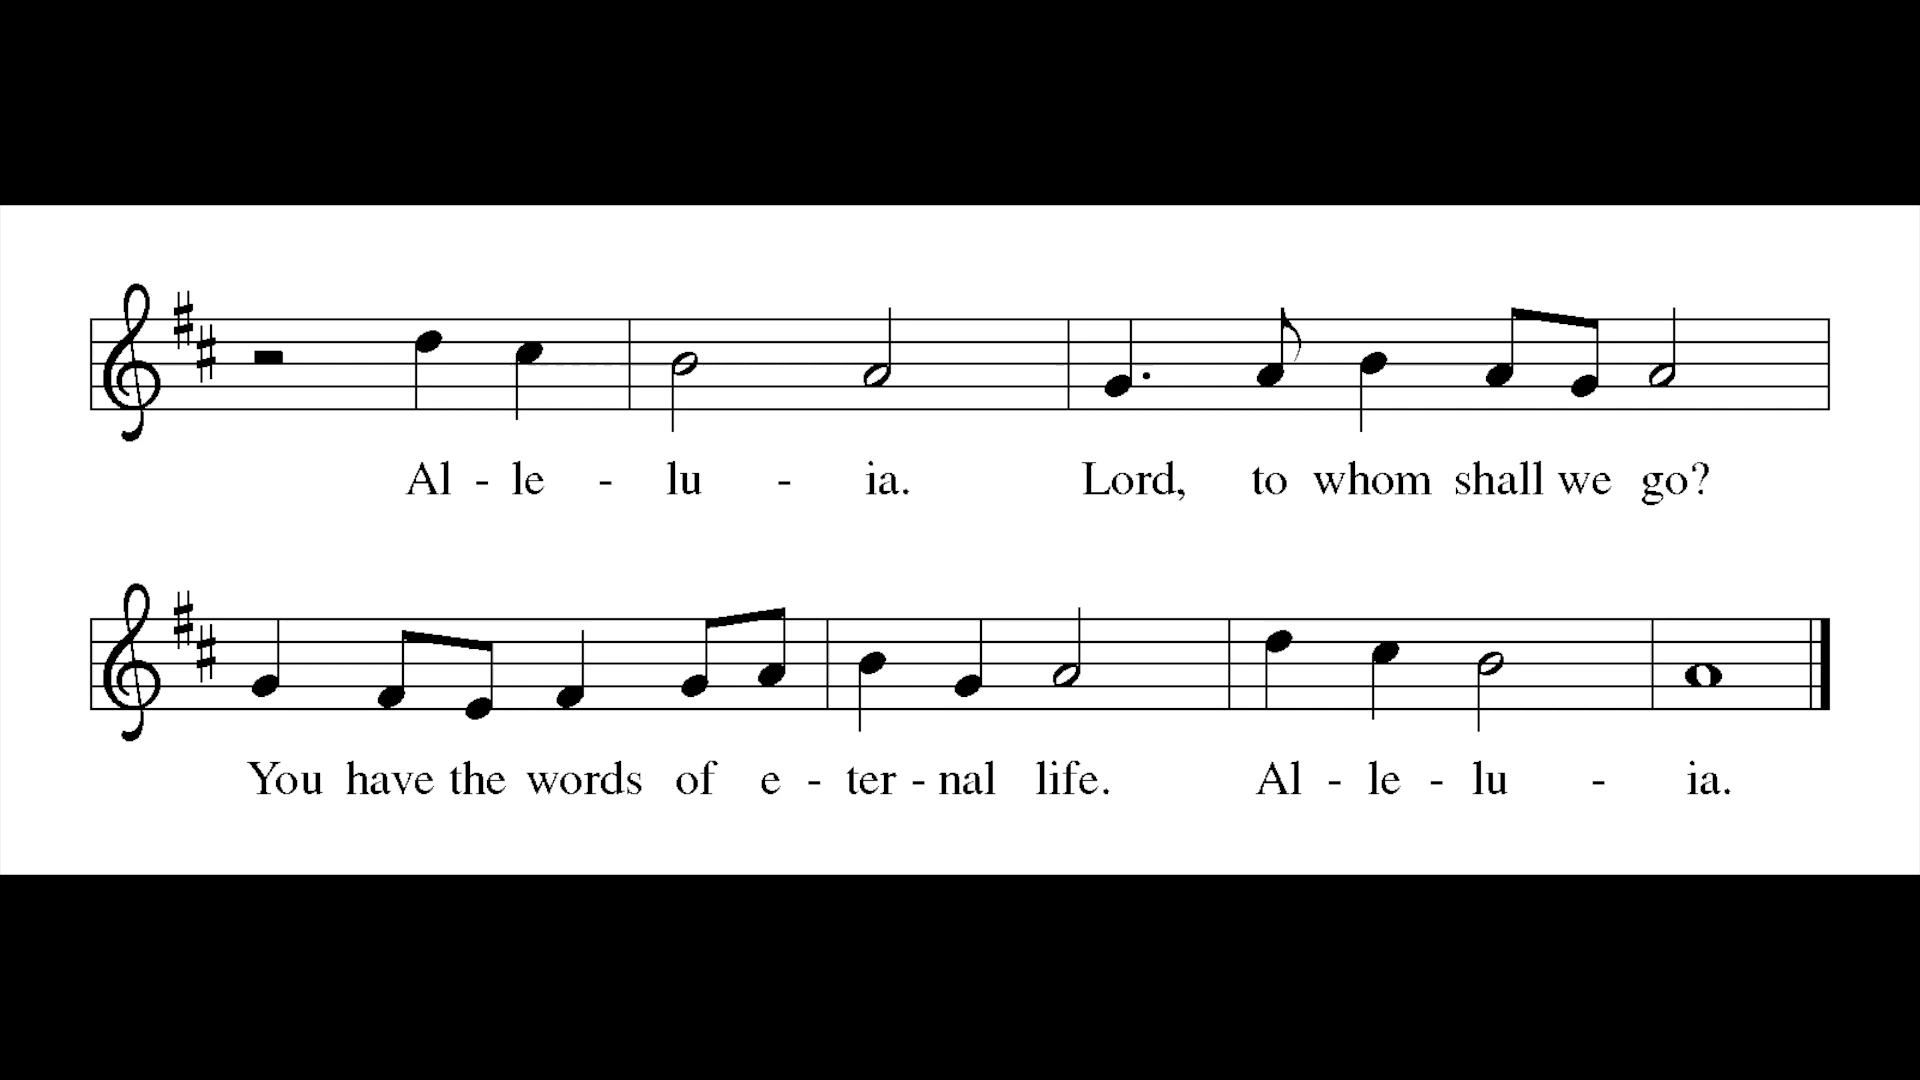 Al - le - lu - ia. Lord, to whom shall we go?
You have the words of e - ter - nal life. Al - le - lu - ia.